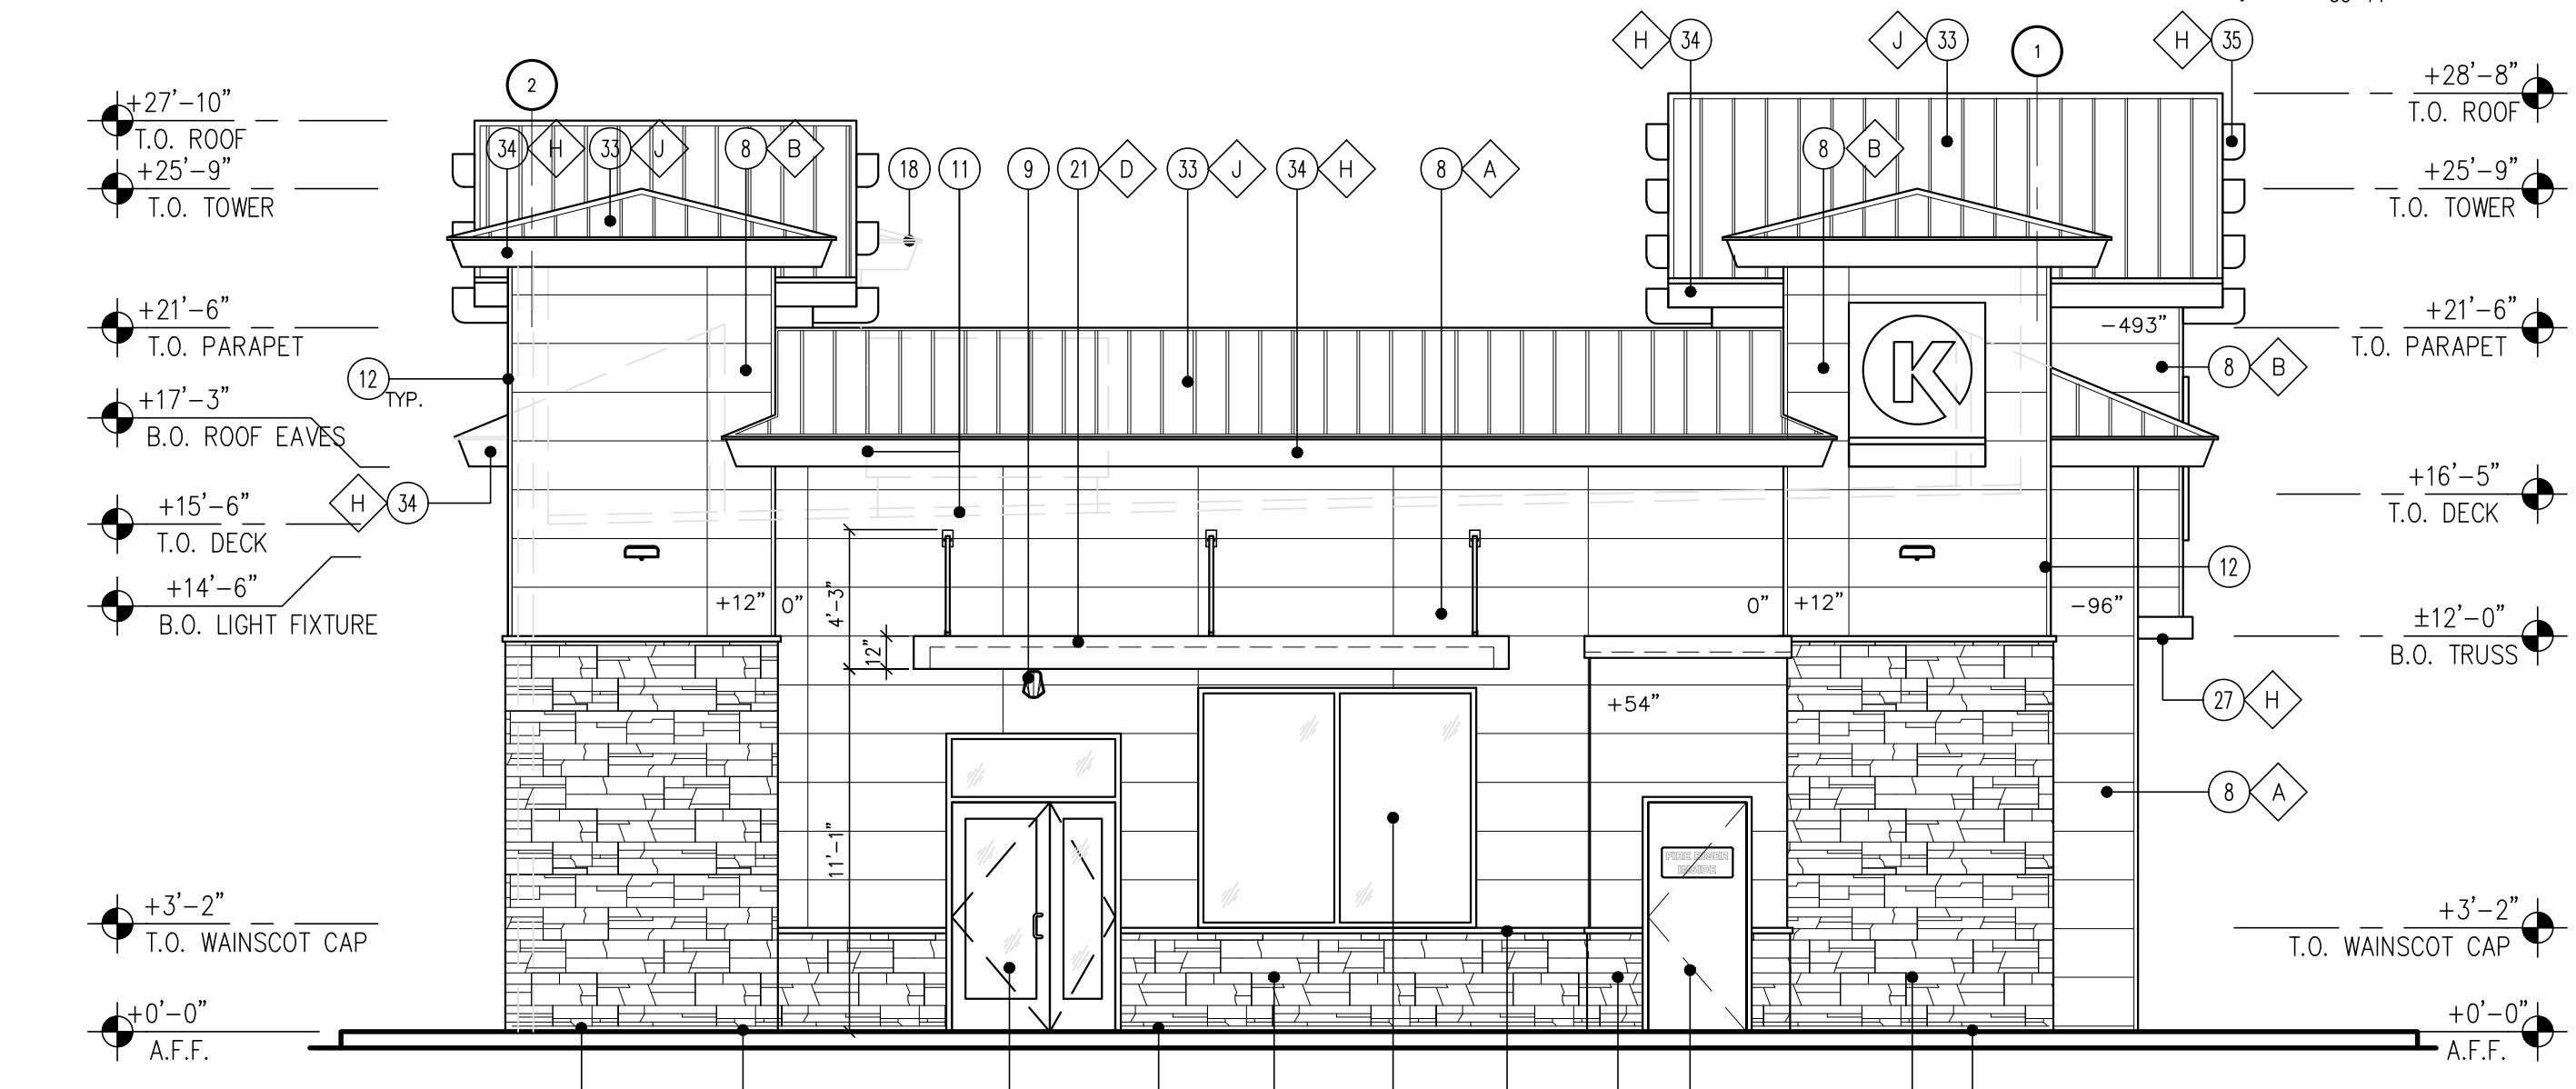 H 34 J 33 H 35
2 1
+27'-10" +28'-8"
T.O. ROOF T.O. ROOF
34 H 33 J 8 B 8 B
18 11 9 21 D 33 J 34 H 8 A
+25'-9" +25'-9"
T.O. TOWER T.O. TOWER
+21'-6" -493" +21'-6"
T.O. PARAPET T.O. PARAPET
12 K 8 B
TYP.
+17'-3"
B.O. ROOF EAVES
H 34
+15'-6" +16'-5"
T.O. DECK T.O. DECK
12
+14'-6" +12" 0" 4'-3" 0" +12" -96" ±12'-0"
B.O. LIGHT FIXTURE 12" B.O. TRUSS
+54" 27 H
8 A
11'-1" FIRE RISER
INSIDE
+3'-2" +3'-2"
T.O. WAINSCOT CAP T.O. WAINSCOT CAP
+0'-0" +0'-0"
A.F.F. A.F.F.